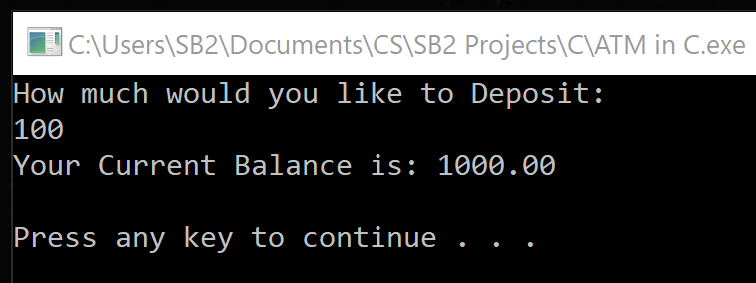 C:\Users\SB2\Documents\CS\SB2 Projects\C\ATM in C.exe
How much would you like to Deposit:
100
Your Current Balance is: 1000.00
Press any key to continue . . .